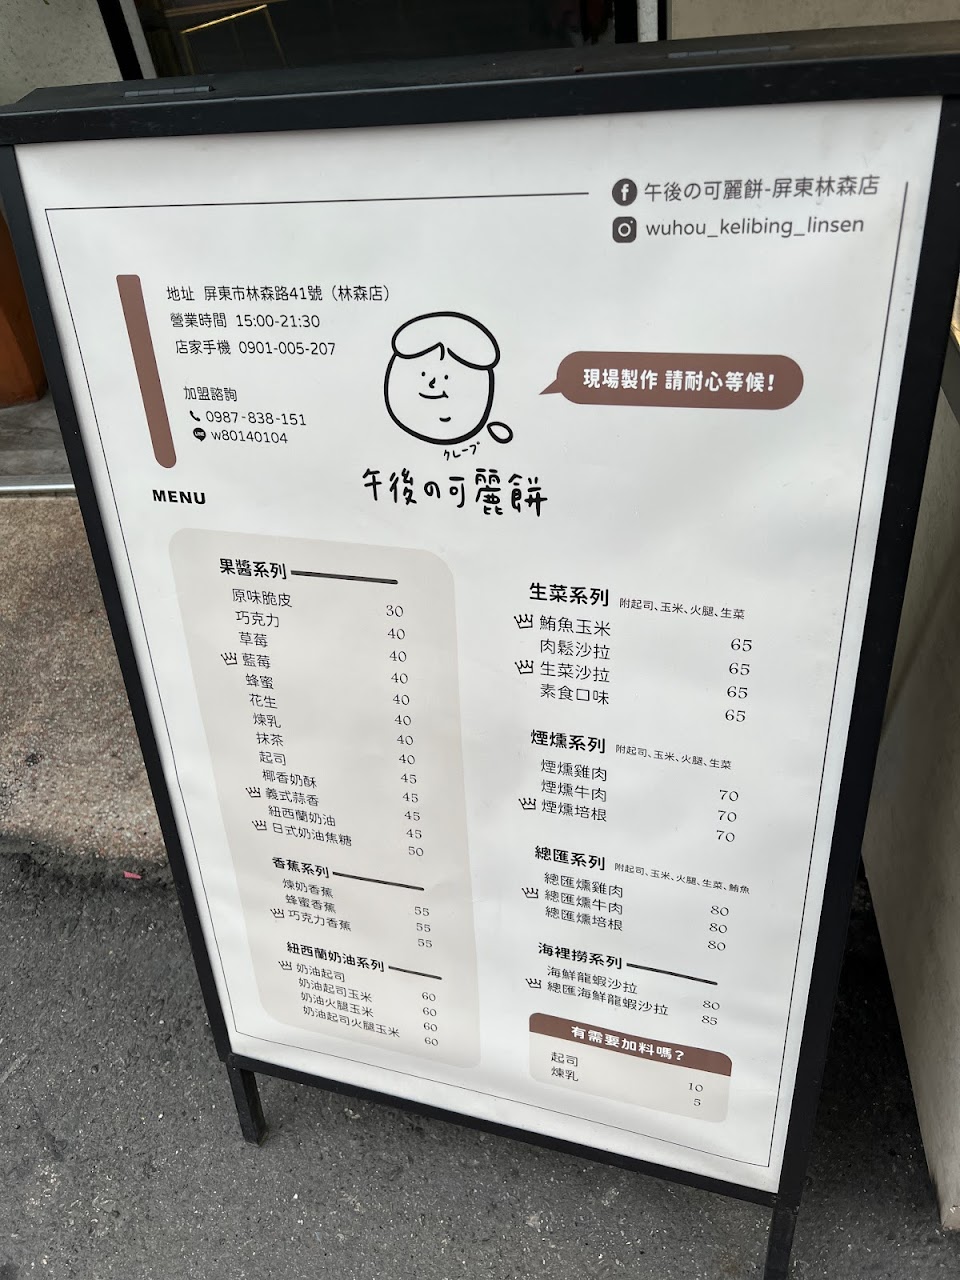 午後の可麗餅-屏東林森店
wuhou_kelibing_linsen
地址 屏東市林森路41號（林森店）
營業時間 15:00-21:30
店家手機 0901-005-207
加盟諮詢
0987-838-151
LINE w80140104
現場製作 請耐心等候!
クレープ
午後の可麗餅
MENU
果醬系列
原味脆皮 30
巧克力 40
草莓 40
藍莓 40
蜂蜜 40
花生 40
煉乳 40
抹茶 40
起司 45
椰香奶酥 45
義式蒜香 45
紐西蘭奶油 45
日式奶油焦糖 50
香蕉系列
煉奶香蕉 55
蜂蜜香蕉 55
巧克力香蕉 55
紐西蘭奶油系列
奶油起司 60
奶油起司玉米 60
奶油火腿玉米 60
奶油起司火腿玉米 60
生菜系列 附起司、玉米、火腿、生菜
鮪魚玉米 65
肉鬆沙拉 65
生菜沙拉 65
素食口味 65
煙燻系列 附起司、玉米、火腿、生菜
煙燻雞肉 70
煙燻牛肉 70
煙燻培根 70
總匯系列 附起司、玉米、火腿、生菜、鮪魚
總匯燻雞肉 80
總匯燻牛肉 80
總匯燻培根 80
海裡撈系列
海鮮龍蝦沙拉 80
總匯海鮮龍蝦沙拉 85
有需要加料嗎？
起司 10
煉乳 5